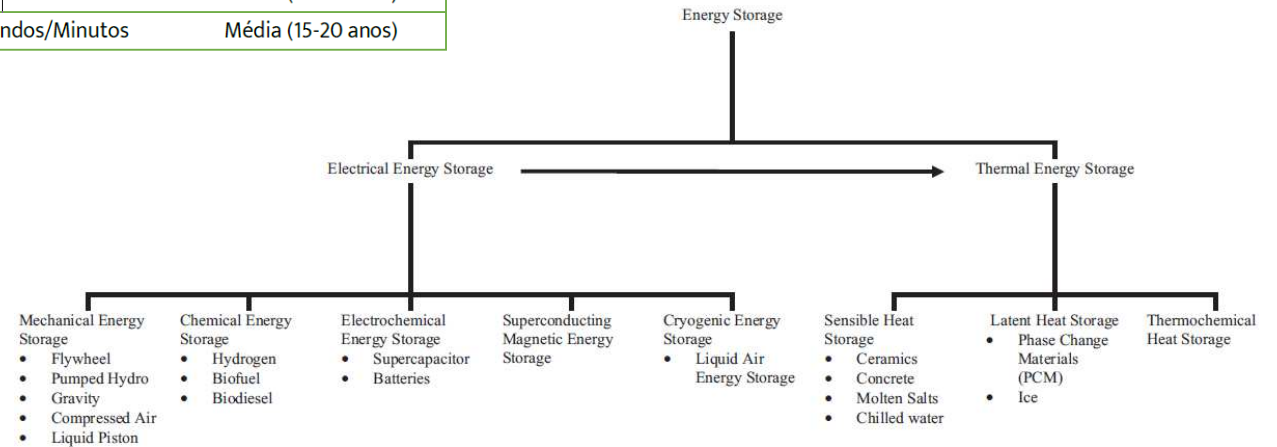 Média (15-20 anos)
Energy Storage
Electrical Energy Storage
Thermal Energy Storage
Mechanical Energy
Storage
• Flywheel
• Pumped Hydro
• Gravity
• Compressed Air
• Liquid Piston
Chemical Energy
Storage
• Hydrogen
• Biofuel
• Biodiesel
Electrochemical
Energy Storage
• Supercapacitor
• Batteries
Superconducting
Magnetic Energy
Storage
Cryogenic Energy
Storage
• Liquid Air
Energy Storage
Sensible Heat
Storage
• Ceramics
• Concrete
• Molten Salts
• Chilled water
Latent Heat Storage
• Phase Change
Materials
(PCM)
• Ice
Thermochemical
Heat Storage